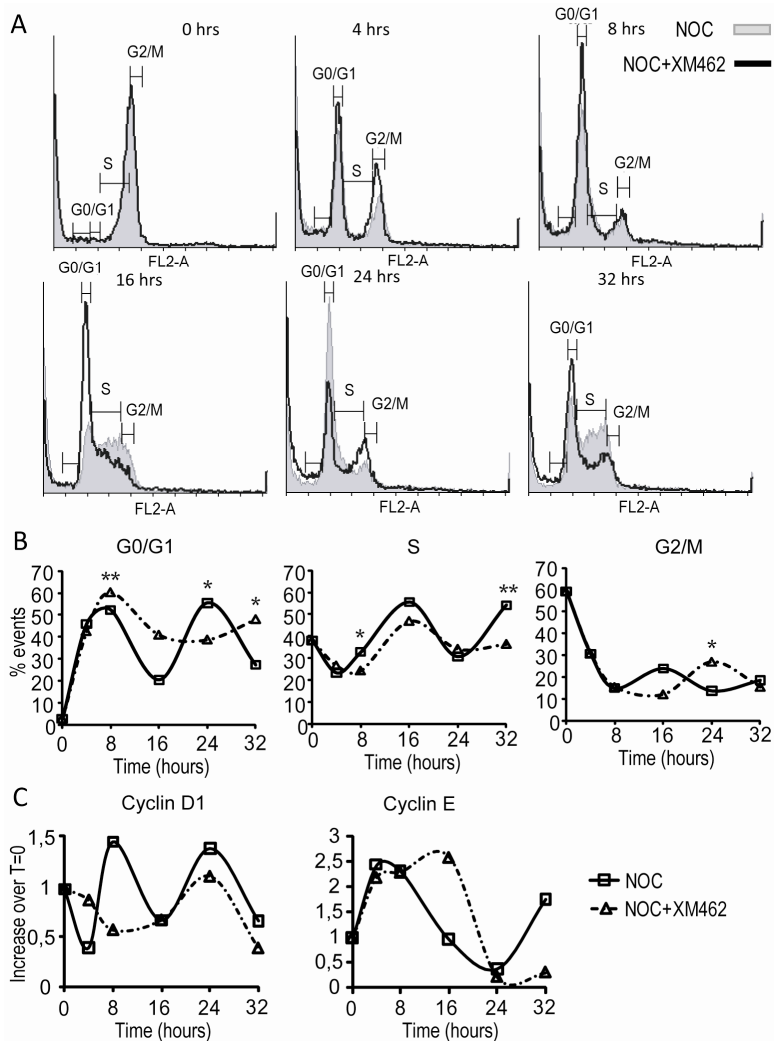 A
0 hrs
4 hrs
8 hrs
NOC
NOC+XM462
G2/M
S
G0/G1
FL2-A
G0/G1
G2/M
S
FL2-A
G0/G1
G2/M
S
FL2-A
16 hrs
24 hrs
32 hrs
G0/G1
S
G2/M
FL2-A
G0/G1
S
G2/M
FL2-A
G0/G1
S
G2/M
FL2-A
B
G0/G1
S
G2/M
% events
70
60
50
40
30
20
10
0
** * *
0 8 16 24 32
Time (hours)
70
60
50
40
30
20
10
0
* **
0 8 16 24 32
Time (hours)
70
60
50
40
30
20
10
0
*
0 8 16 24 32
Time (hours)
C
Cyclin D1
Cyclin E
Increase over T=0
1,5
1
0,5
0
0 8 16 24 32
Time (hours)
3
2,5
2
1,5
1
0,5
0
0 8 16 24 32
Time (hours)
NOC
NOC+XM462